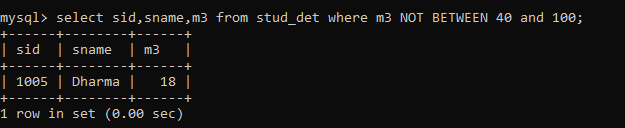 mysql> select sid,sname,m3 from stud_det where m3 NOT BETWEEN 40 and 100;
+------+--------+------+
| sid  | sname  | m3   |
+------+--------+------+
| 1005 | Dharma |   18 |
+------+--------+------+
1 row in set (0.00 sec)